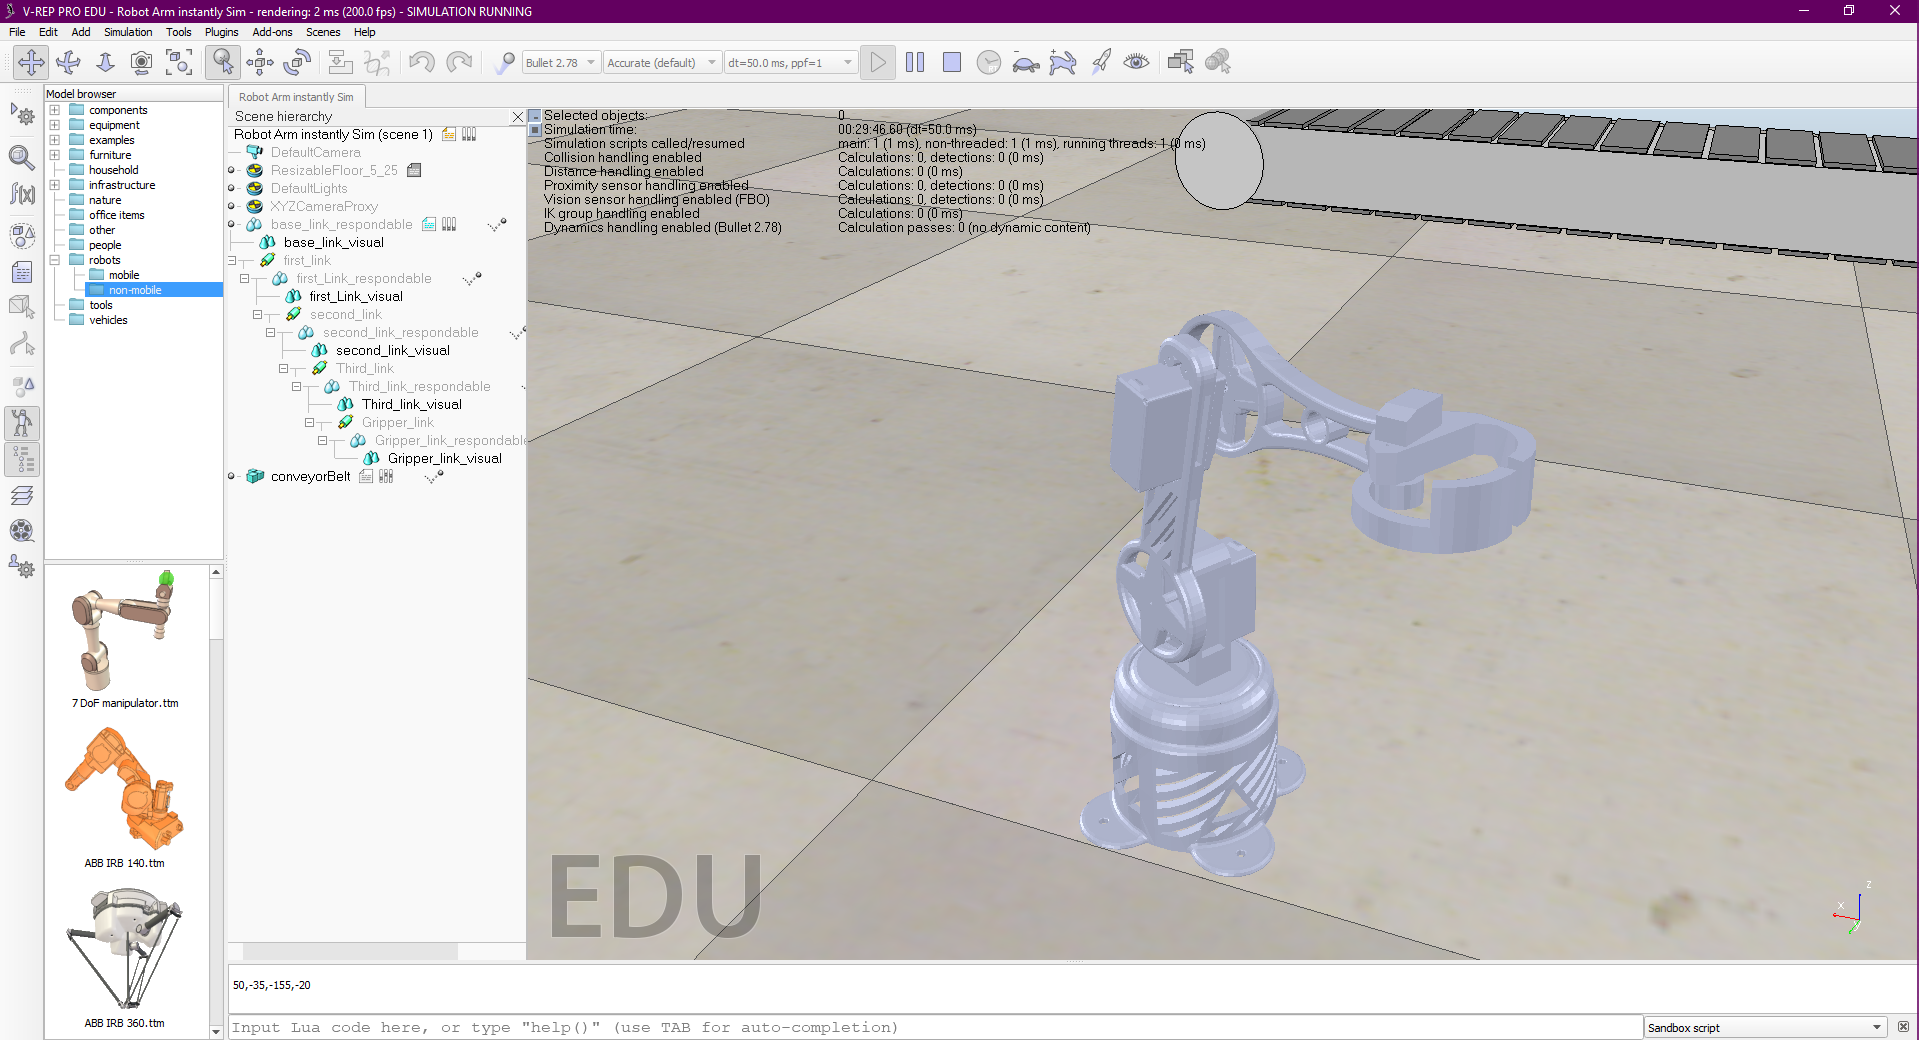 V-REP PRO EDU - Robot Arm instantly Sim - rendering: 2 ms (200.0 fps) - SIMULATION RUNNING
File Edit Add Simulation Tools Plugins Add-ons Scenes Help
Bullet 2.78 Accurate (default) dt=50.0 ms, ppf=1
Model browser
components
equipment
examples
furniture
household
infrastructure
nature
office items
other
people
robots
mobile
non-mobile
tools
vehicles
7 DoF manipulator.ttm
ABB IRB 140.ttm
ABB IRB 360.ttm
Robot Arm instantly Sim
Scene hierarchy
Robot Arm instantly Sim (scene 1)
DefaultCamera
ResizableFloor_5_25
DefaultLights
XYZCameraProxy
base_link_respondable
base_link_visual
first_link
first_Link_respondable
first_Link_visual
second_link
second_link_respondable
second_link_visual
Third_link
Third_link_respondable
Third_link_visual
Gripper_link
Gripper_link_respondable
Gripper_link_visual
conveyorBelt
Selected objects: 0
Simulation time: 00:29:46.60 (dt=50.0 ms)
Simulation scripts called/resumed main: 1 (1 ms), non-threaded: 1 (1 ms), running threads: 1 (0 ms)
Collision handling enabled Calculations: 0, detections: 0 (0 ms)
Distance handling enabled Calculations: 0 (0 ms)
Proximity sensor handling enabled Calculations: 0, detections: 0 (0 ms)
Vision sensor handling enabled (FBO) Calculations: 0, detections: 0 (0 ms)
IK group handling enabled Calculations: 0 (0 ms)
Dynamics handling enabled (Bullet 2.78) Calculation passes: 0 (no dynamic content)
EDU
z
x
y
50,-35,-155,-20
Input Lua code here, or type "help()" (use TAB for auto-completion)
Sandbox script